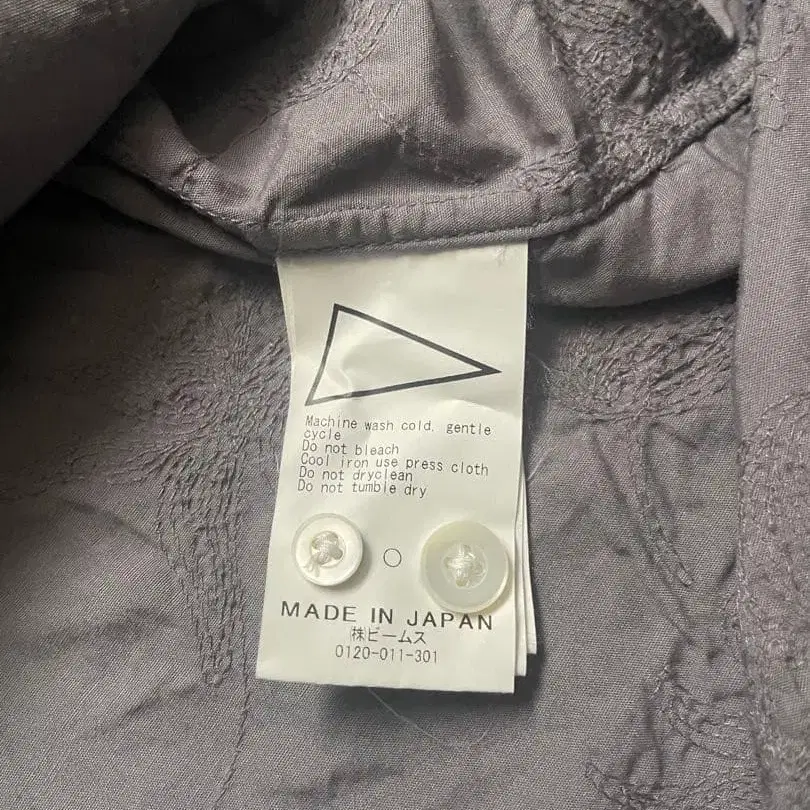 Machine wash cold, gentle
cycle
Do not bleach
Cool iron use press cloth
Do not dryclean
Do not tumble dry
MADE IN JAPAN
㈱ビームス
0120-011-301